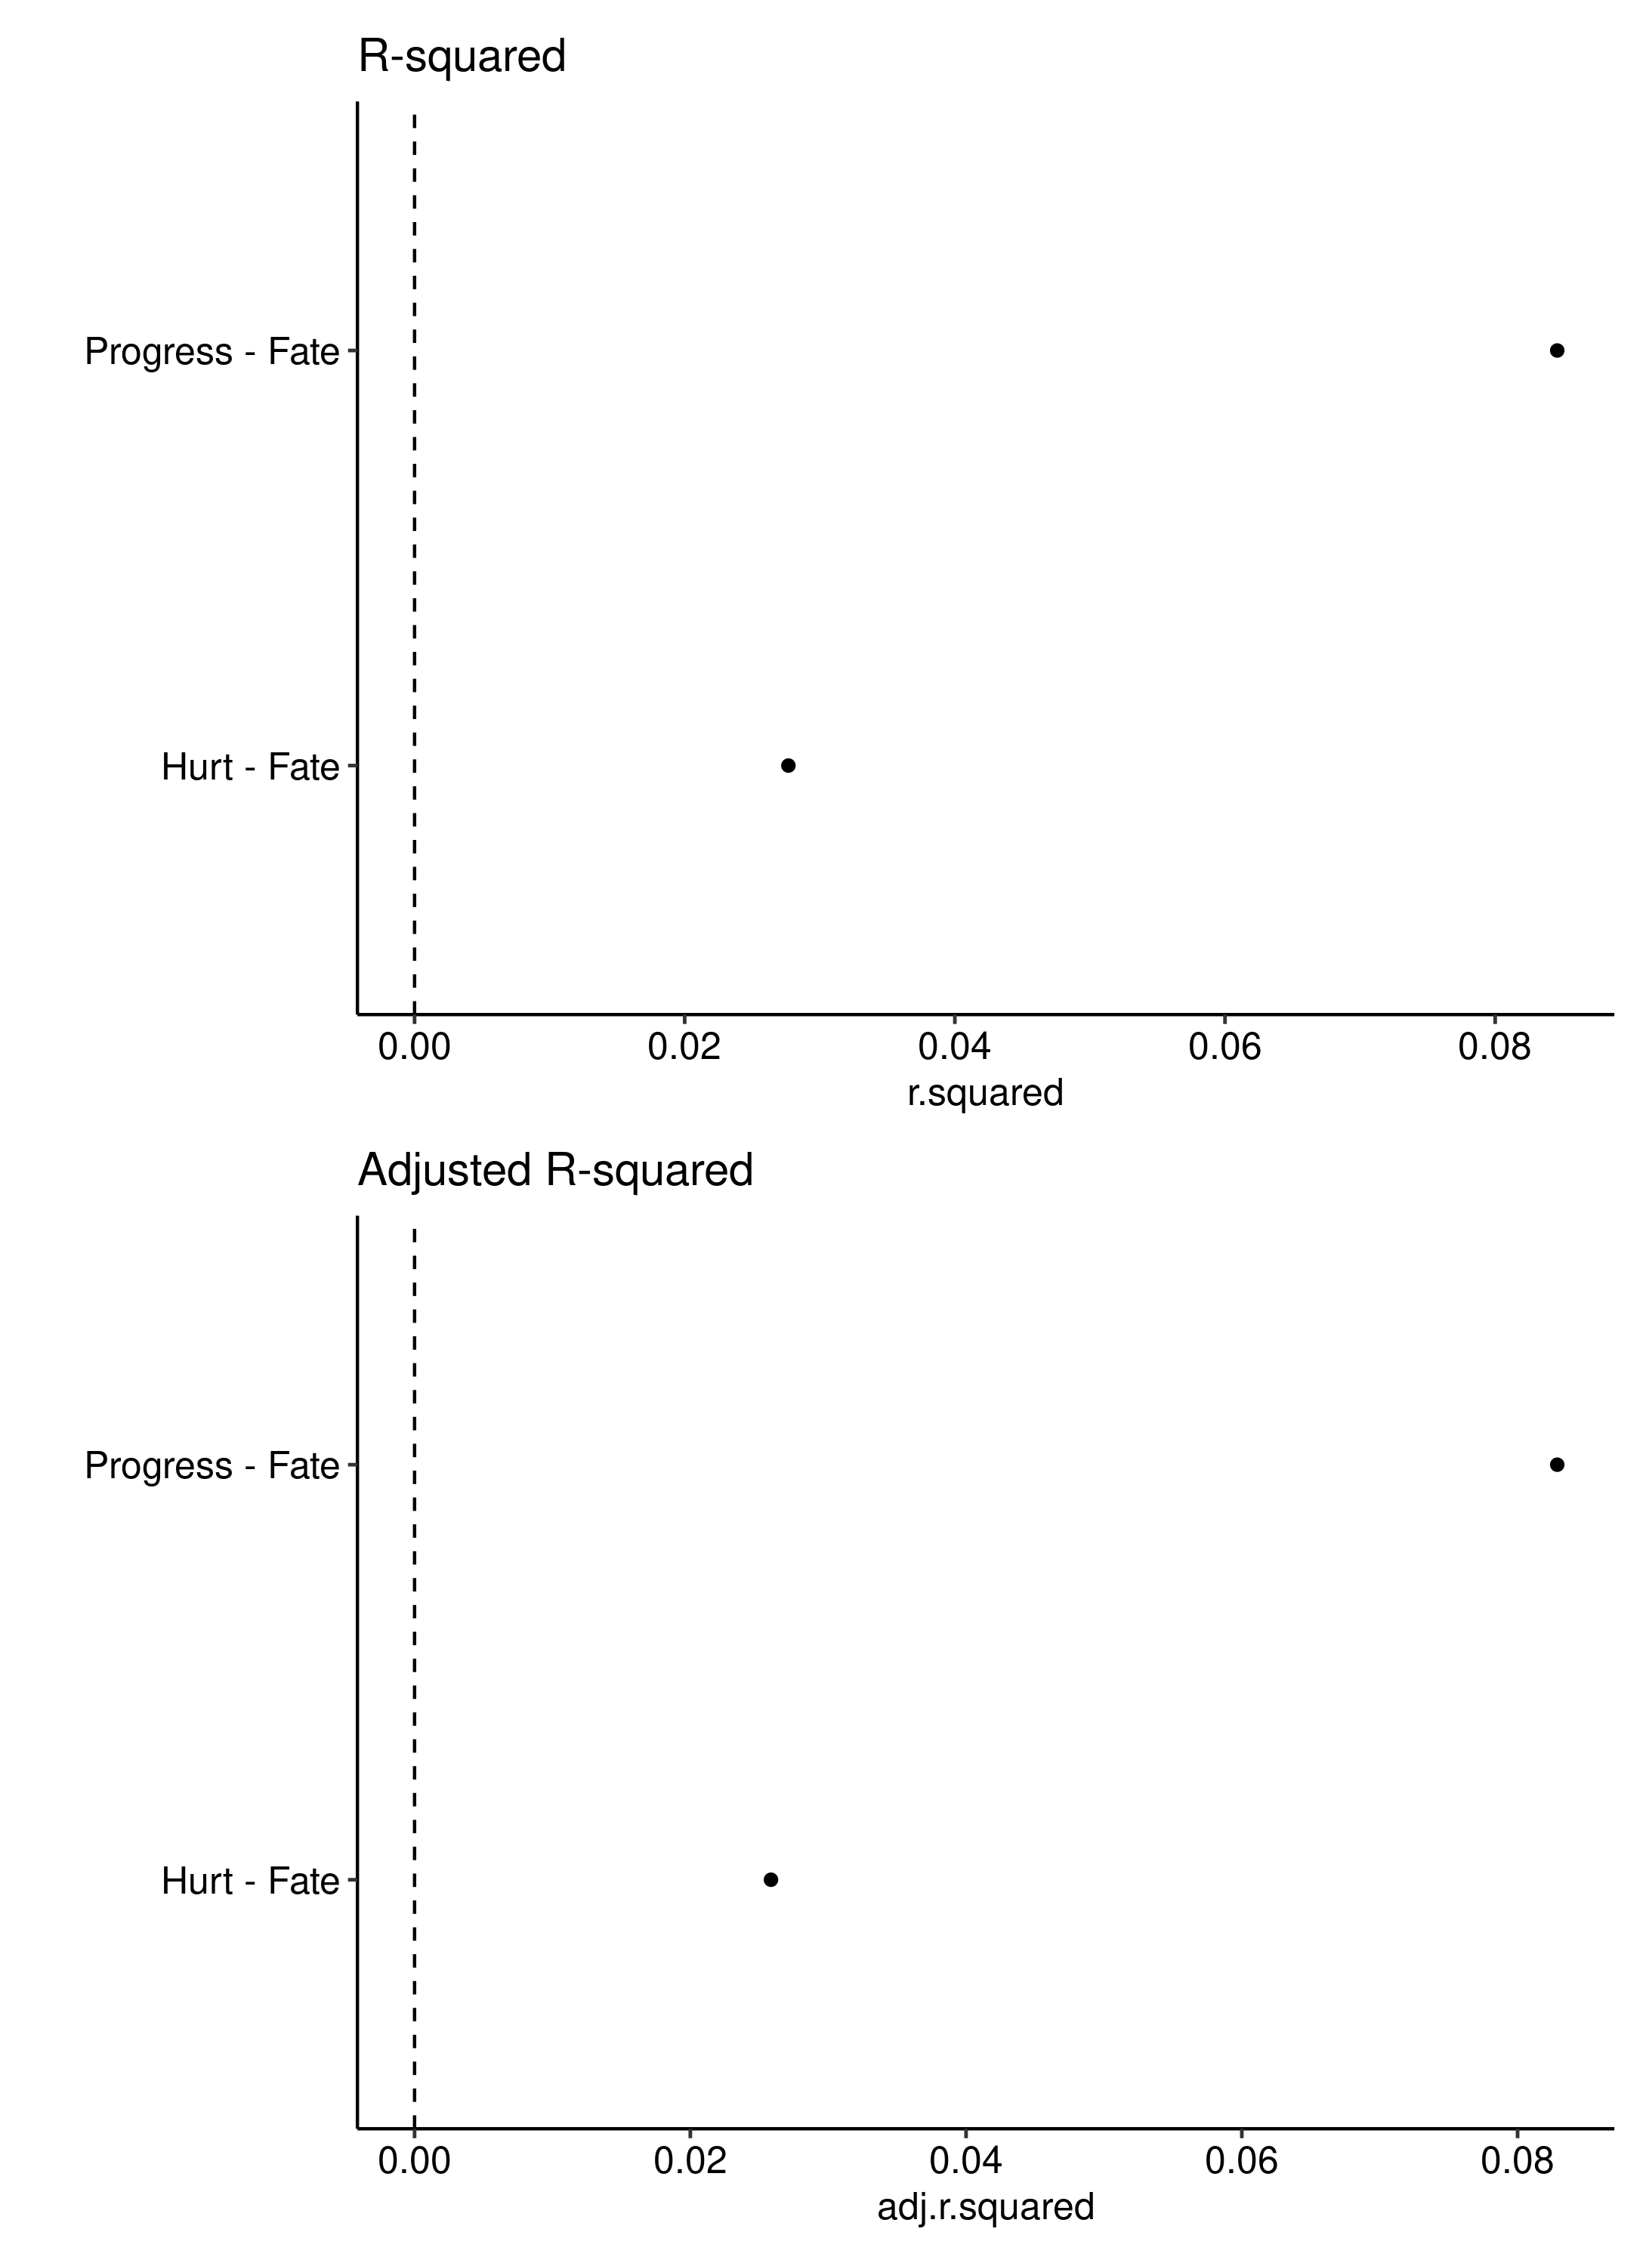 R-squared
Progress - Fate
Hurt - Fate
0.00 0.02 0.04 0.06 0.08
r.squared
Adjusted R-squared
Progress - Fate
Hurt - Fate
0.00 0.02 0.04 0.06 0.08
adj.r.squared